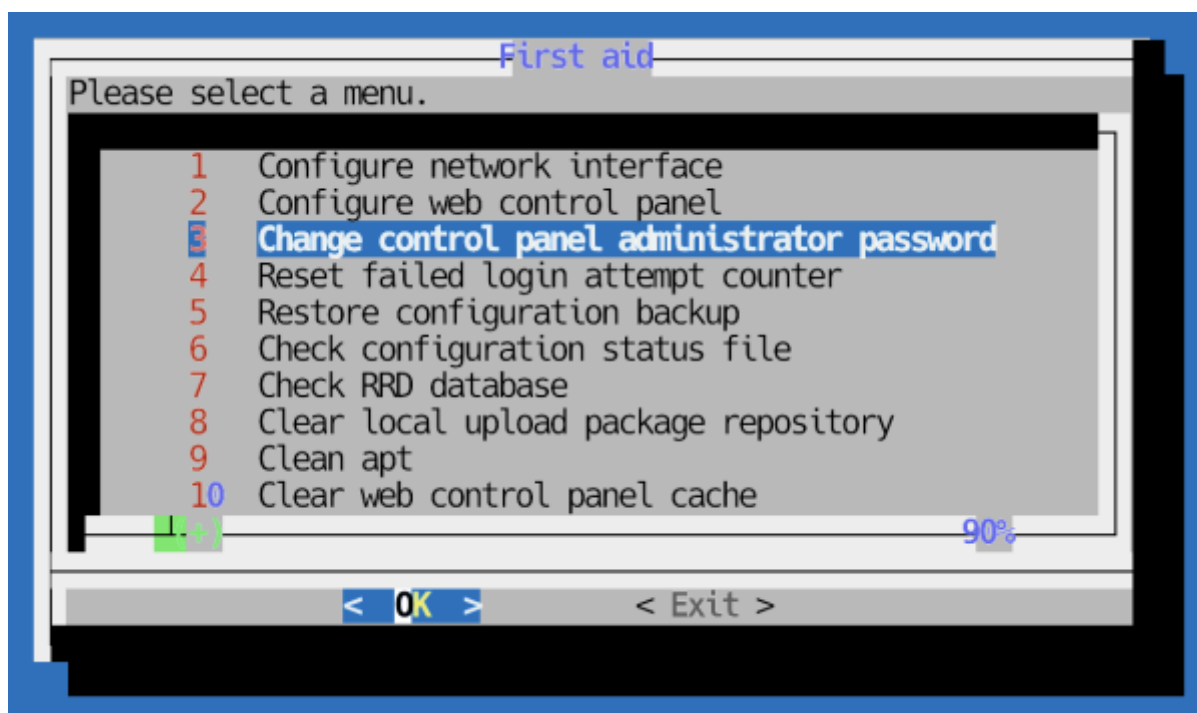 First aid
Please select a menu.
1 Configure network interface
2 Configure web control panel
3 Change control panel administrator password
4 Reset failed login attempt counter
5 Restore configuration backup
6 Check configuration status file
7 Check RRD database
8 Clear local upload package repository
9 Clean apt
10 Clear web control panel cache
(+) 90%
< OK > < Exit >